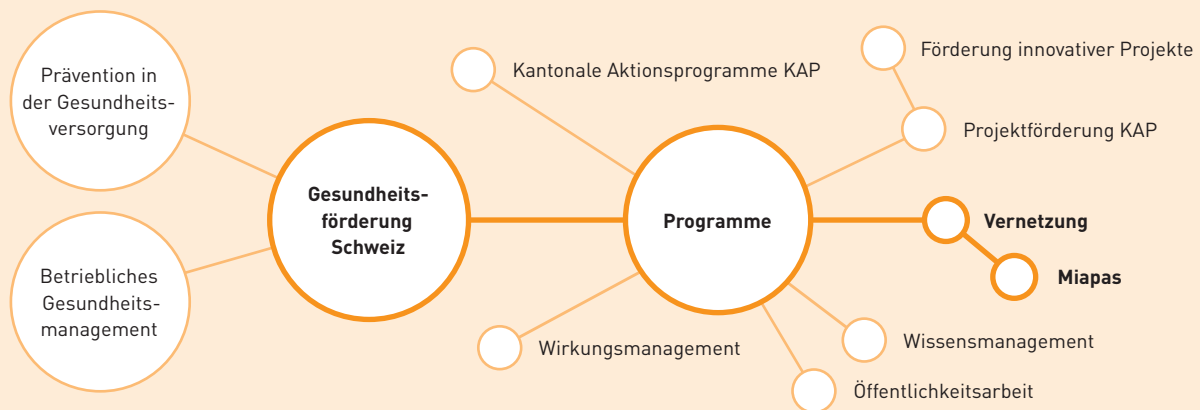 Prävention in
der Gesundheits-
versorgung
Betriebliches
Gesundheits-
management
Gesundheits-
förderung
Schweiz
Kantonale Aktionsprogramme KAP
Programme
Förderung innovativer Projekte
Projektförderung KAP
Vernetzung
Miapas
Wissensmanagement
Öffentlichkeitsarbeit
Wirkungsmanagement